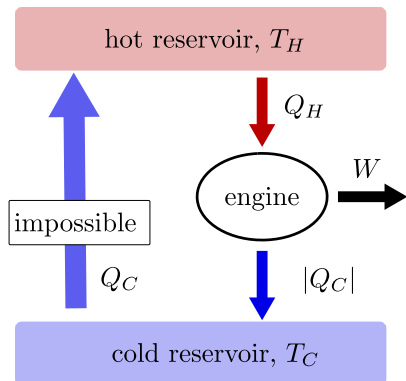 hot reservoir, T_H
Q_H
W
engine
impossible
Q_C
|Q_C|
cold reservoir, T_C